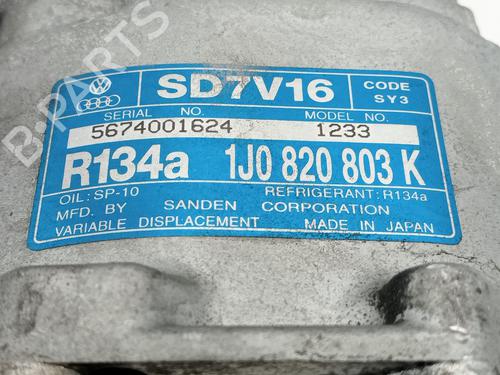 SD7V16
CODE
SY3
SERIAL NO.
MODEL NO.
5674001624
1233
R134a
1J0 820 803 K
OIL: SP-10
REFRIGERANT: R134a
MFD. BY SANDEN CORPORATION
VARIABLE DISPLACEMENT MADE IN JAPAN
B-PARTS